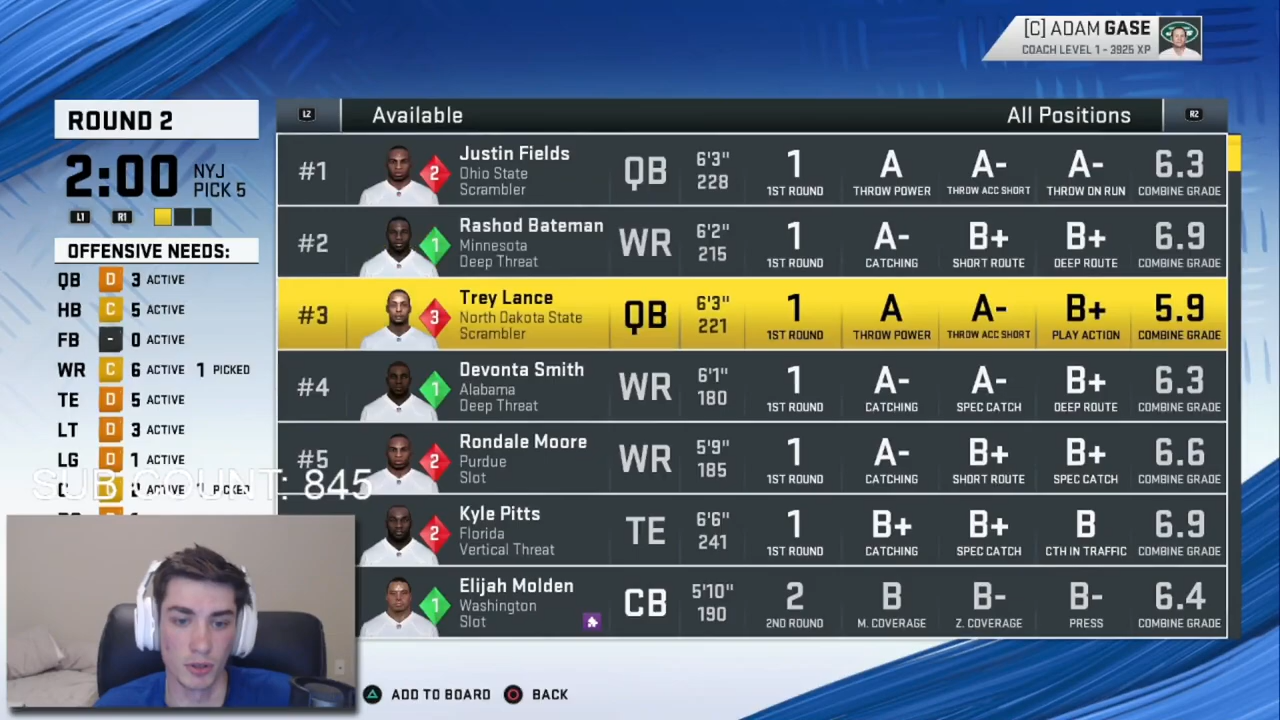 [C] ADAM GASE
COACH LEVEL 1 - 3925 XP
ROUND 2
2:00 NYJ PICK 5
L1 R1
OFFENSIVE NEEDS:
QB D 3 ACTIVE
HB C 5 ACTIVE
FB - 0 ACTIVE
WR C 6 ACTIVE 1 PICKED
TE D 5 ACTIVE
LT D 3 ACTIVE
LG D 1 ACTIVE
SUB COUNT: 845
L2 Available All Positions R2
#1 2 Justin Fields Ohio State Scrambler QB 6'3" 228 1 1ST ROUND A THROW POWER A- THROW ACC SHORT A- THROW ON RUN 6.3 COMBINE GRADE
#2 1 Rashod Bateman Minnesota Deep Threat WR 6'2" 215 1 1ST ROUND A- CATCHING B+ SHORT ROUTE B+ DEEP ROUTE 6.9 COMBINE GRADE
#3 3 Trey Lance North Dakota State Scrambler QB 6'3" 221 1 1ST ROUND A THROW POWER A- THROW ACC SHORT B+ PLAY ACTION 5.9 COMBINE GRADE
#4 1 Devonta Smith Alabama Deep Threat WR 6'1" 180 1 1ST ROUND A- CATCHING A- SPEC CATCH B+ DEEP ROUTE 6.3 COMBINE GRADE
#5 2 Rondale Moore Purdue Slot WR 5'9" 185 1 1ST ROUND A- CATCHING B+ SHORT ROUTE B+ SPEC CATCH 6.6 COMBINE GRADE
2 Kyle Pitts Florida Vertical Threat TE 6'6" 241 1 1ST ROUND B+ CATCHING B+ SPEC CATCH B CTH IN TRAFFIC 6.9 COMBINE GRADE
1 Elijah Molden Washington Slot CB 5'10" 190 2 2ND ROUND B M. COVERAGE B- Z. COVERAGE B- PRESS 6.4 COMBINE GRADE
ADD TO BOARD BACK